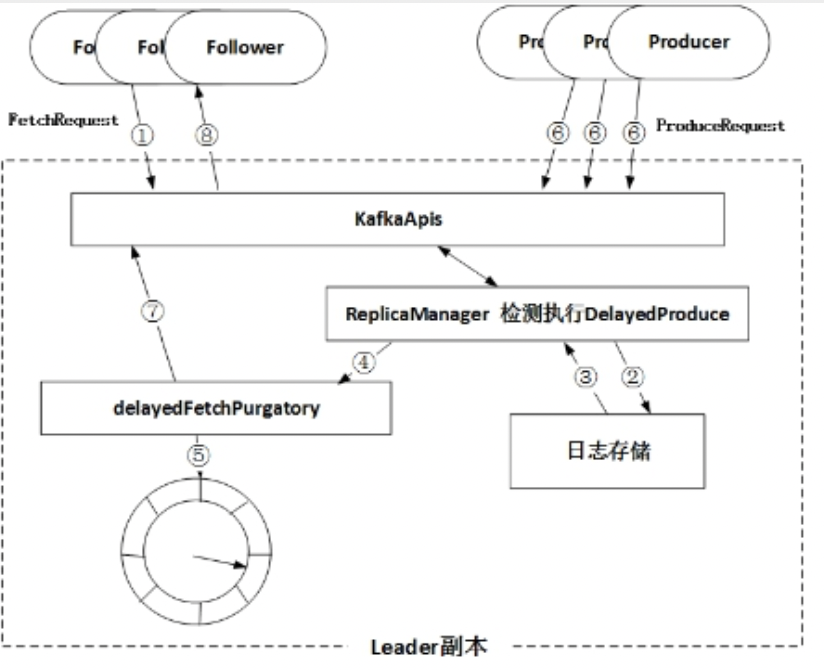 Fo
Fol
Follower
Pro
Pro
Producer
FetchRequest
①
⑧
⑥
⑥
⑥
ProduceRequest
KafkaApis
⑦
ReplicaManager 检测执行DelayedProduce
④
③
②
delayedFetchPurgatory
⑤
日志存储
Leader副本